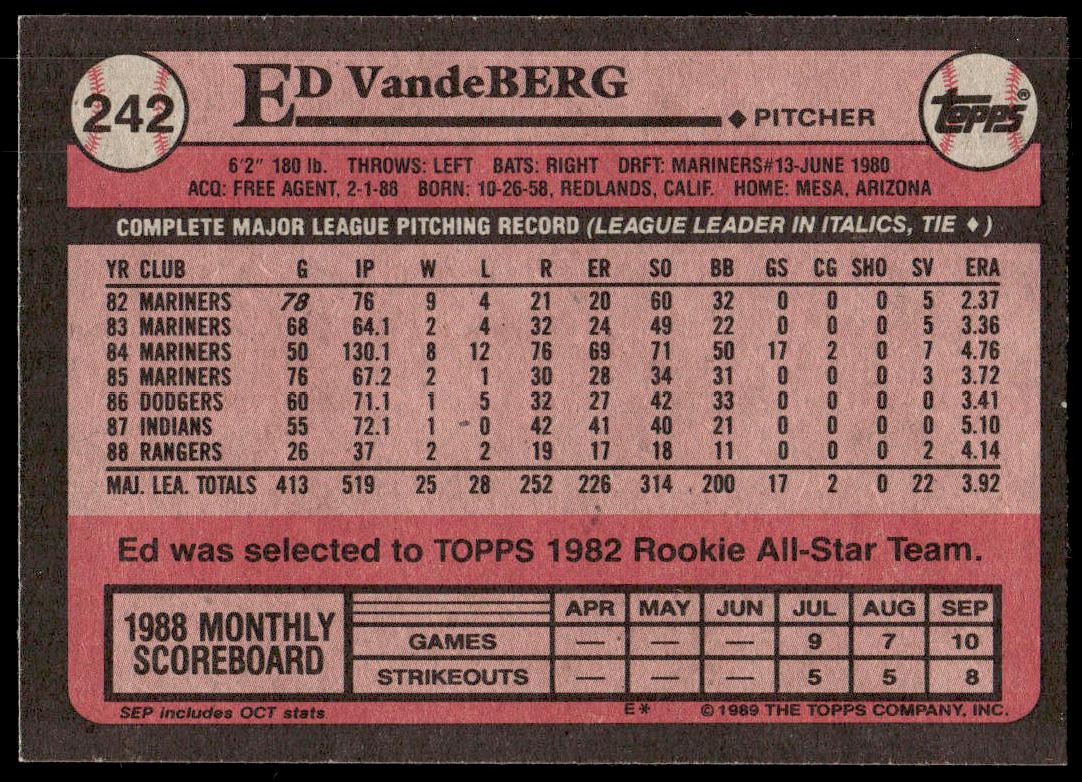 242
ED VandeBERG
◆ PITCHER
TOPPS®
6'2" 180 lb. THROWS: LEFT BATS: RIGHT DRFT: MARINERS#13-JUNE 1980
ACQ: FREE AGENT, 2-1-88 BORN: 10-26-58, REDLANDS, CALIF. HOME: MESA, ARIZONA
COMPLETE MAJOR LEAGUE PITCHING RECORD (LEAGUE LEADER IN ITALICS, TIE ♦)
YR CLUB G IP W L R ER SO BB GS CG SHO SV ERA
82 MARINERS 78 76 9 4 21 20 60 32 0 0 0 5 2.37
83 MARINERS 68 64.1 2 4 32 24 49 22 0 0 0 5 3.36
84 MARINERS 50 130.1 8 12 76 69 71 50 17 2 0 7 4.76
85 MARINERS 76 67.2 2 1 30 28 34 31 0 0 0 3 3.72
86 DODGERS 60 71.1 1 5 32 27 42 33 0 0 0 0 3.41
87 INDIANS 55 72.1 1 0 42 41 40 21 0 0 0 0 5.10
88 RANGERS 26 37 2 2 19 17 18 11 0 0 0 2 4.14
MAJ. LEA. TOTALS 413 519 25 28 252 226 314 200 17 2 0 22 3.92
Ed was selected to TOPPS 1982 Rookie All-Star Team.
1988 MONTHLY
SCOREBOARD
APR MAY JUN JUL AUG SEP
GAMES — — — 9 7 10
STRIKEOUTS — — — 5 5 8
SEP includes OCT stats
E*
© 1989 THE TOPPS COMPANY, INC.